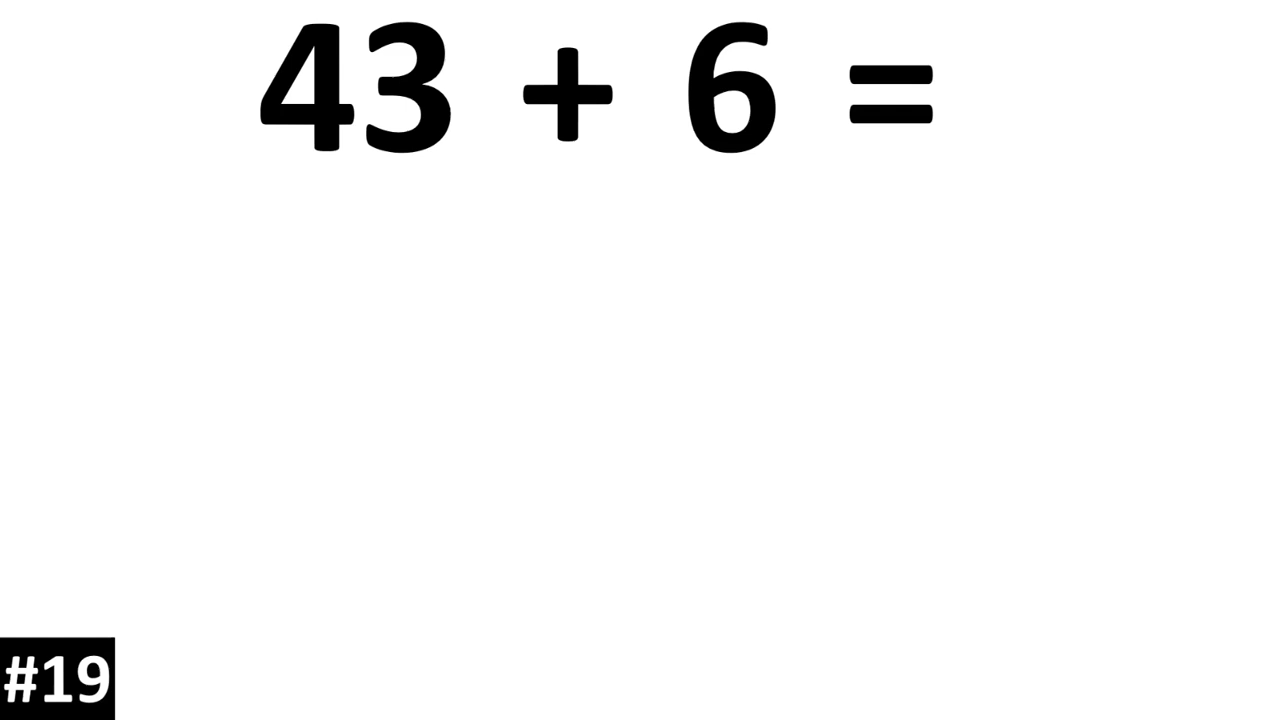 43 + 6 =
#19